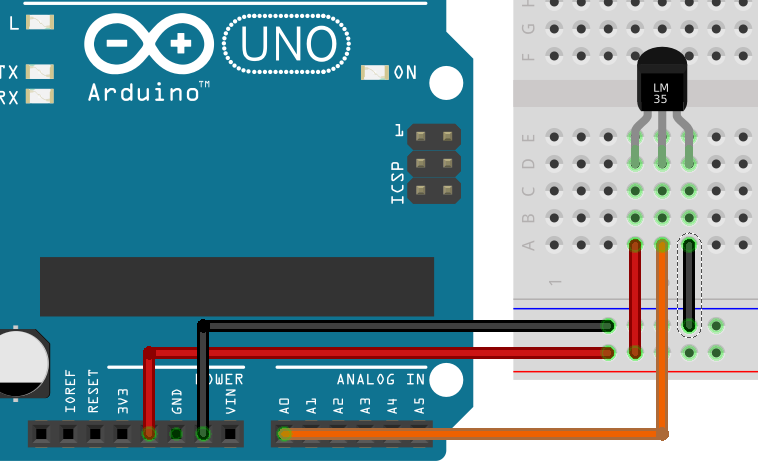 L
UNO
TX
ON
RX
Arduino™
1
ICSP
F
G
LM
35
E
D
C
B
A
1
POWER
ANALOG IN
IOREF
RESET
3V3
GND
VIN
A0
A1
A2
A3
A4
A5